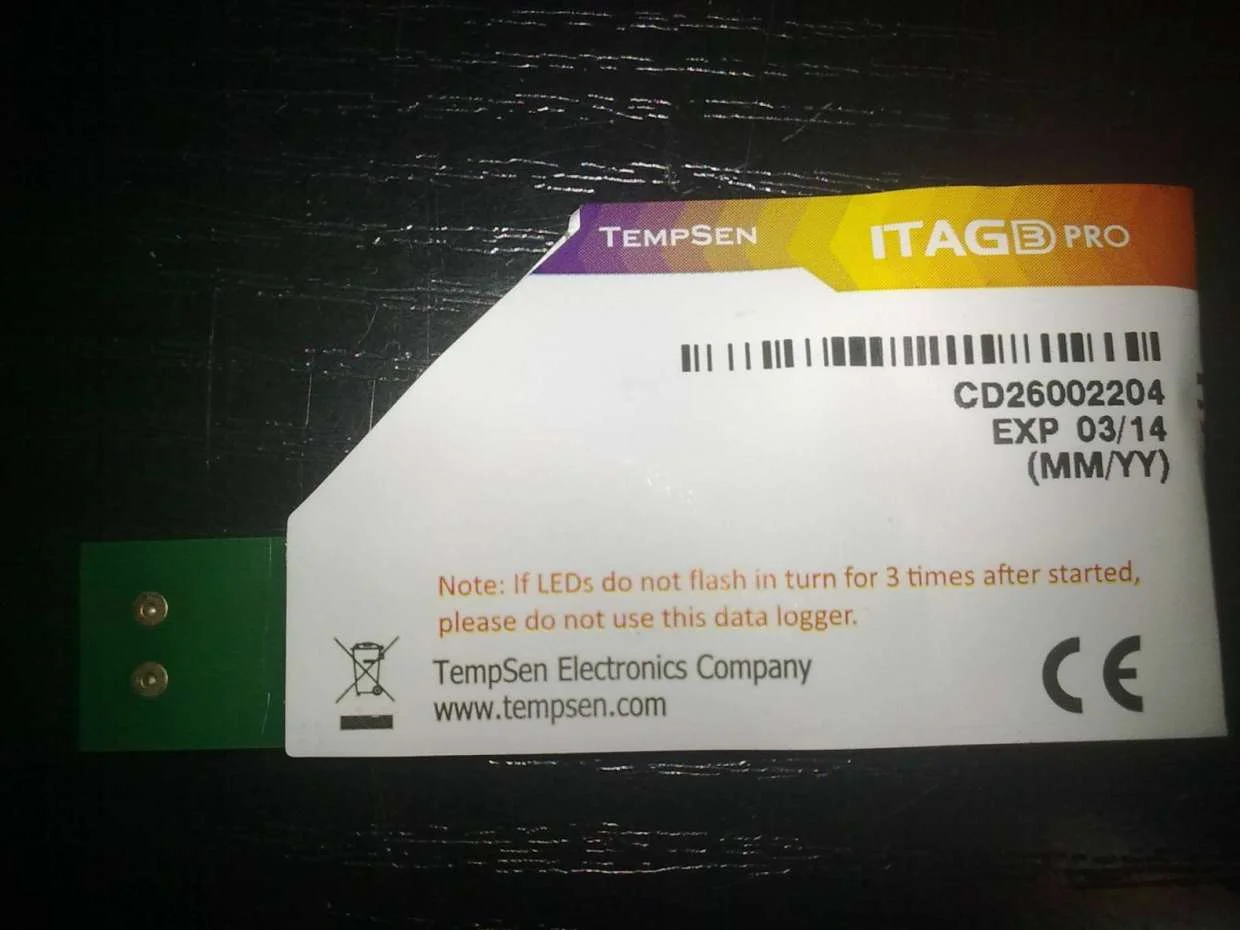 TEMPSEN
ITAG3 PRO
CD26002204
EXP 03/14
(MM/YY)
Note: If LEDs do not flash in turn for 3 times after started,
please do not use this data logger.
TempSen Electronics Company
www.tempsen.com
CE